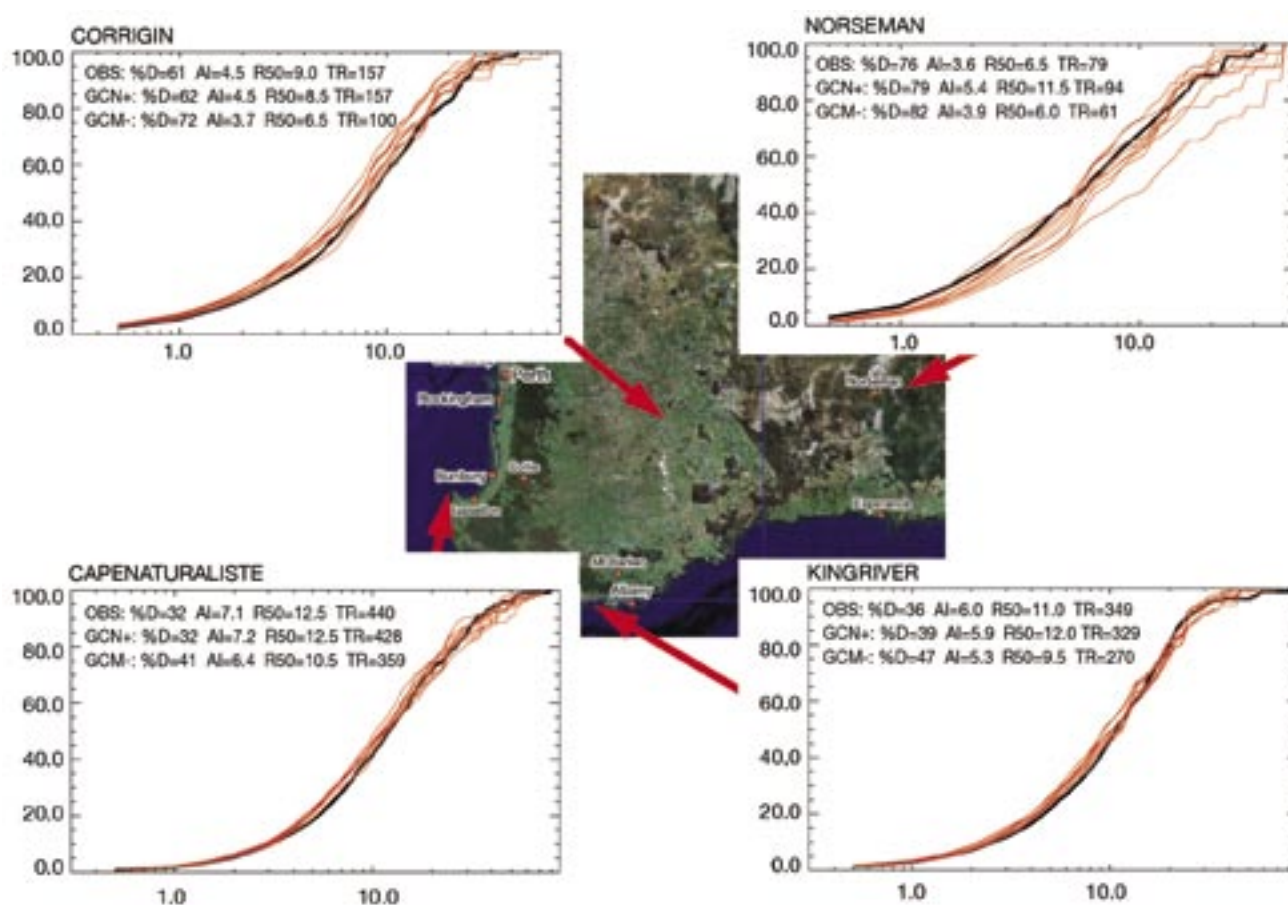 CORRIGIN
OBS: %D=61 AI=4.5 R50=9.0 TR=157
GCN+: %D=62 AI=4.5 R50=8.5 TR=157
GCM-: %D=72 AI=3.7 R50=6.5 TR=100
100.0
80.0
60.0
40.0
20.0
0.0
1.0
10.0
NORSEMAN
OBS: %D=76 AI=3.6 R50=6.5 TR=79
GCN+: %D=79 AI=5.4 R50=11.5 TR=94
GCM-: %D=82 AI=3.9 R50=6.0 TR=61
100.0
80.0
60.0
40.0
20.0
0.0
1.0
10.0
Perth
Rockingham
Bunbury
Collie
Norseman
Esperance
Mt Barker
Albany
CAPENATURALISTE
OBS: %D=32 AI=7.1 R50=12.5 TR=440
GCN+: %D=32 AI=7.2 R50=12.5 TR=428
GCM-: %D=41 AI=6.4 R50=10.5 TR=359
100.0
80.0
60.0
40.0
20.0
0.0
1.0
10.0
KINGRIVER
OBS: %D=36 AI=6.0 R50=11.0 TR=349
GCN+: %D=39 AI=5.9 R50=12.0 TR=329
GCM-: %D=47 AI=5.3 R50=9.5 TR=270
100.0
80.0
60.0
40.0
20.0
0.0
1.0
10.0